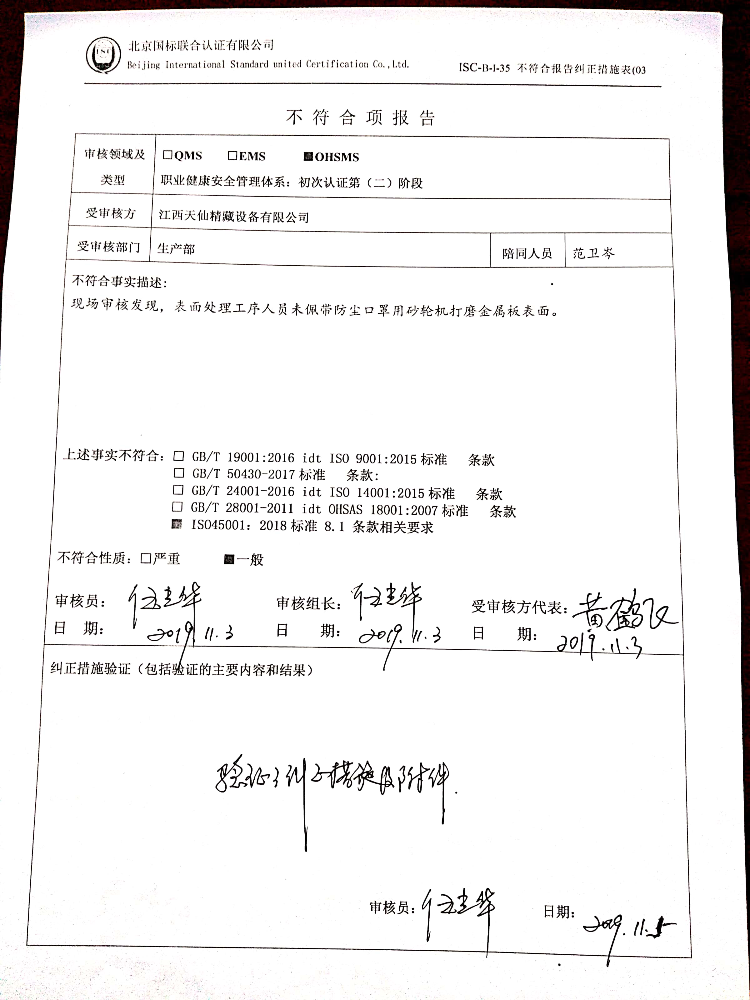 北京国标联合认证有限公司
Beijing International Standard united Certification Co.,Ltd.
ISC-B-I-35 不符合报告纠正措施表(03
不符合项报告
审核领域及类型
□QMS □EMS ■OHSMS
职业健康安全管理体系：初次认证第（二）阶段
受审核方 江西天仙精藏设备有限公司
受审核部门 生产部 陪同人员 范卫岑
不符合事实描述：
现场审核发现，表面处理工序人员未佩带防尘口罩用砂轮机打磨金属板表面。
上述事实不符合：□ GB/T 19001:2016 idt ISO 9001:2015 标准 条款
□ GB/T 50430-2017 标准 条款：
□ GB/T 24001-2016 idt ISO 14001:2015 标准 条款
□ GB/T 28001-2011 idt OHSAS 18001:2007 标准 条款
■ ISO45001：2018 标准 8.1 条款相关要求
不符合性质：□严重 ■一般
审核员： 审核组长： 受审核方代表：
日 期： 2019.11.3 日 期： 2019.11.3 日 期： 2019.11.3
纠正措施验证（包括验证的主要内容和结果）
验证了纠正措施及附件.
审核员： 日期： 2019.11.5